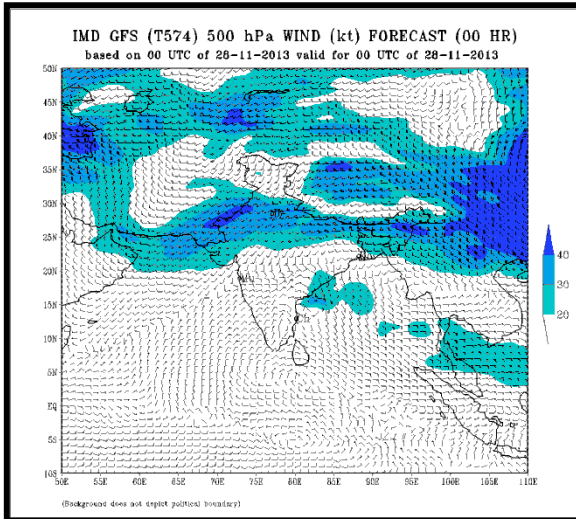 IMD GFS (T574) 500 hPa WIND (kt) FORECAST (00 HR)
based on 00 UTC of 28-11-2013 valid for 00 UTC of 28-11-2013
50N
45N
40N
35N
30N
25N
20N
15N
10N
5N
EQ
5S
10S
50E 55E 60E 65E 70E 75E 80E 85E 90E 95E 100E 105E 110E
40
30
20
(Background does not depict political boundary)